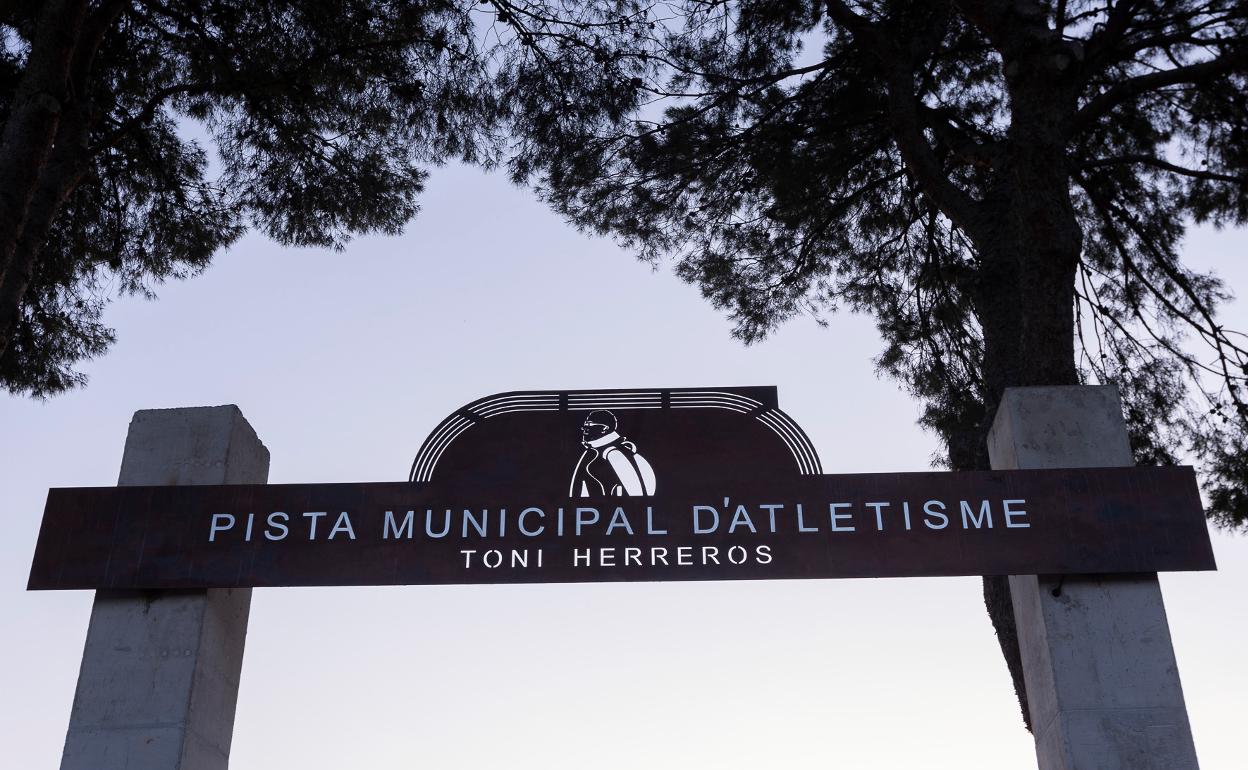 PISTA MUNICIPAL D'ATLETISME
TONI HERREROS